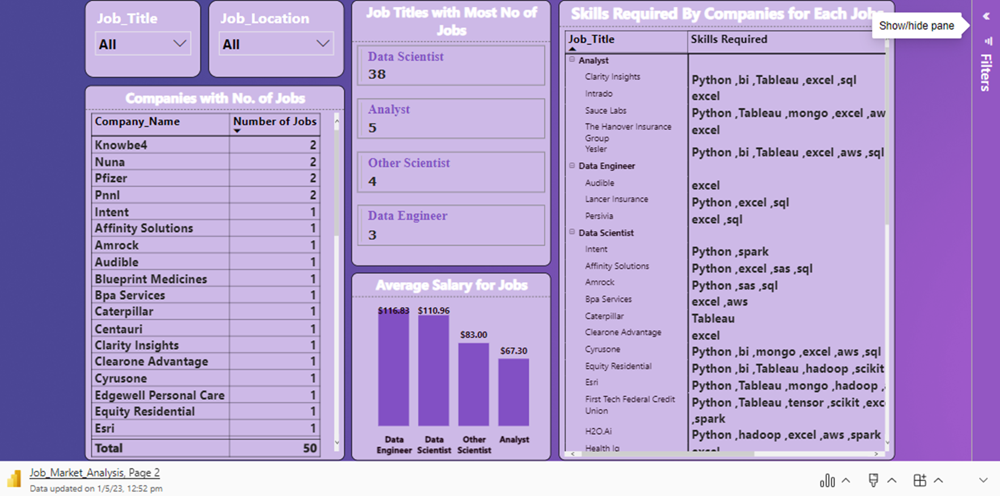 Job_Title
All
Job_Location
All
Companies with No. of Jobs
Company_Name Number of Jobs
Knowbe4 2
Nuna 2
Pfizer 2
Pnnl 2
Intent 1
Affinity Solutions 1
Amrock 1
Audible 1
Blueprint Medicines 1
Bpa Services 1
Caterpillar 1
Centauri 1
Clarity Insights 1
Clearone Advantage 1
Cyrusone 1
Edgewell Personal Care 1
Equity Residential 1
Esri 1
Total 50
Job Titles with Most No of
Jobs
Data Scientist
38
Analyst
5
Other Scientist
4
Data Engineer
3
Average Salary for Jobs
$116.83 $110.96 $83.00 $67.30
Data Engineer
Data Scientist
Other Scientist
Analyst
Skills Required By Companies for Each Jobs
Job_Title Skills Required
Analyst
Clarity Insights Python ,bi ,Tableau ,excel ,sql
Intrado excel
Sauce Labs Python ,Tableau ,mongo ,excel ,aw
The Hanover Insurance excel
Group
Yesler Python ,bi ,Tableau ,excel ,aws ,sql
Data Engineer
Audible excel
Lancer Insurance Python ,excel ,sql
Persivia excel ,sql
Data Scientist
Intent Python ,spark
Affinity Solutions Python ,excel ,sas ,sql
Amrock Python ,sas ,sql
Bpa Services excel ,aws
Caterpillar Tableau
Clearone Advantage excel
Cyrusone Python ,bi ,mongo ,excel ,aws ,sql
Equity Residential Python ,bi ,Tableau ,hadoop ,scikit
Esri Python ,Tableau ,mongo ,hadoop ,
First Tech Federal Credit Python ,Tableau ,tensor ,scikit ,exc
Union ,spark
H2O.Ai Python ,hadoop ,excel ,aws ,spark
Health Iq excel
Show/hide pane
Filters
Job_Market_Analysis, Page 2
Data updated on 1/5/23, 12:52 pm